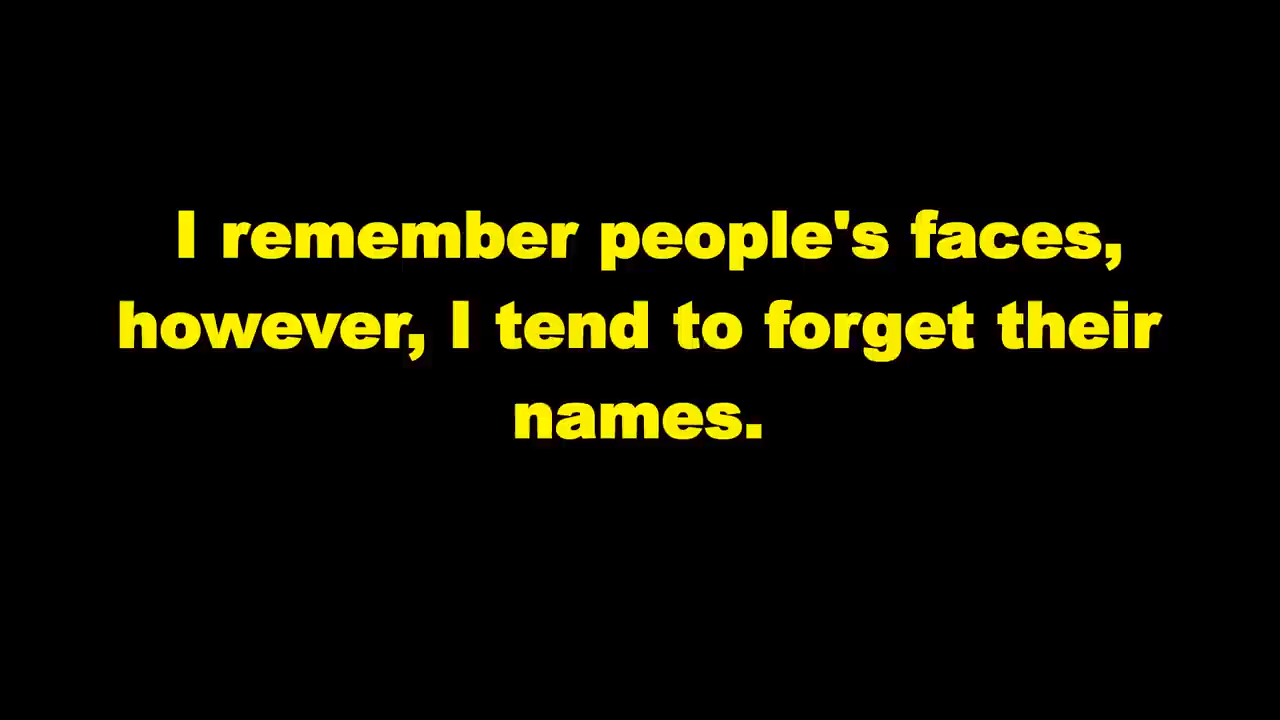 I remember people's faces,
however, I tend to forget their
names.